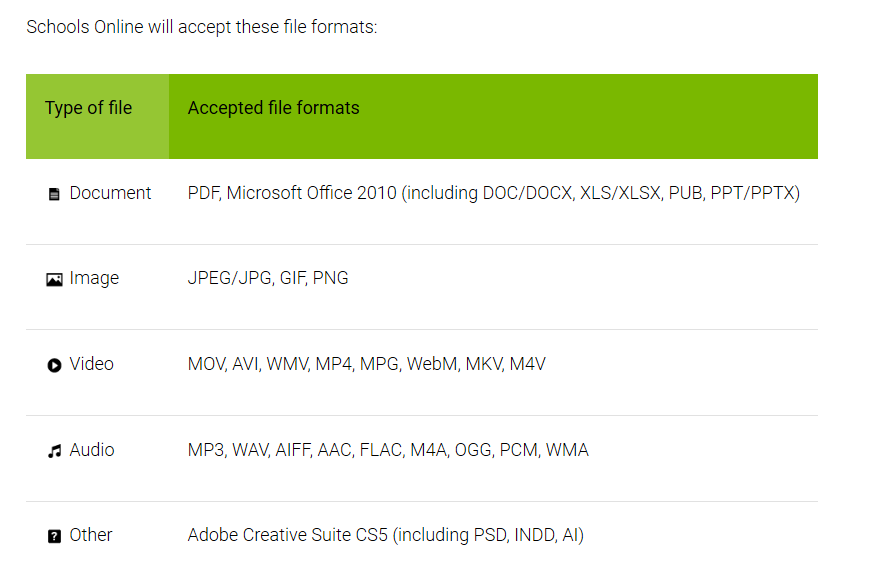 Schools Online will accept these file formats:
Type of file Accepted file formats
Document PDF, Microsoft Office 2010 (including DOC/DOCX, XLS/XLSX, PUB, PPT/PPTX)
Image JPEG/JPG, GIF, PNG
Video MOV, AVI, WMV, MP4, MPG, WebM, MKV, M4V
Audio MP3, WAV, AIFF, AAC, FLAC, M4A, OGG, PCM, WMA
? Other Adobe Creative Suite CS5 (including PSD, INDD, AI)